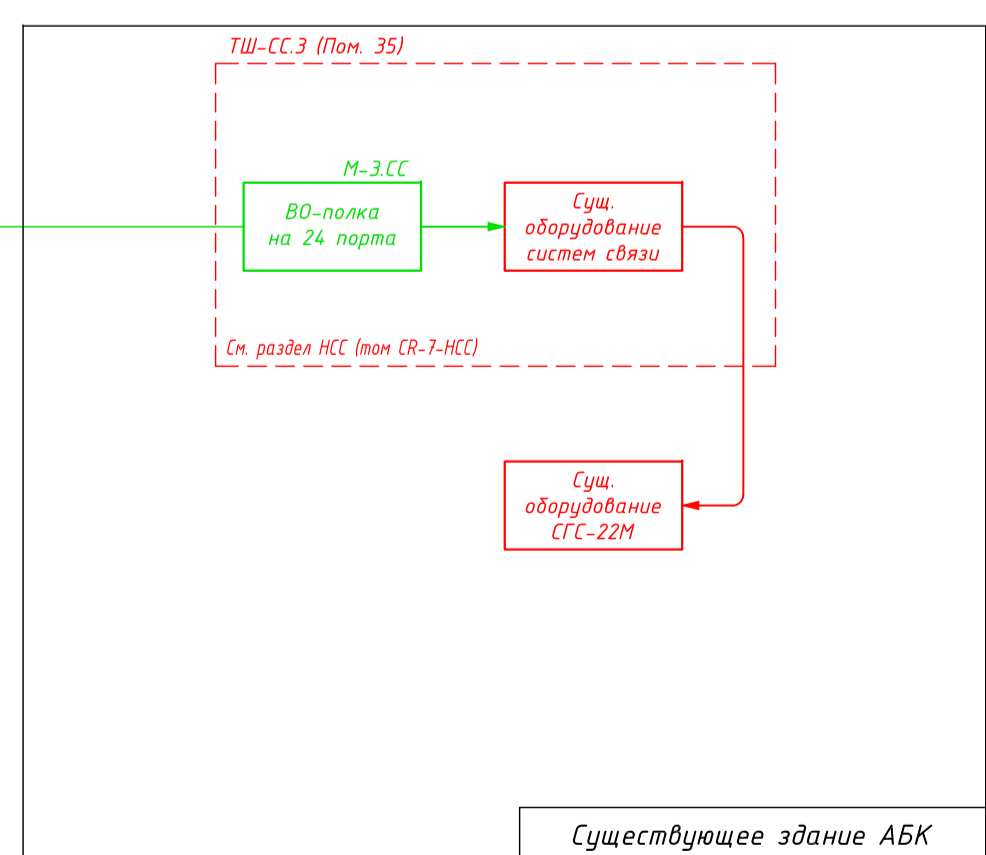 ТШ-СС.3 (Пом. 35)
М-3.СС
ВО-полка
на 24 порта
Сущ.
оборудование
систем связи
См. раздел НСС (том CR-7-НСС)
Сущ.
оборудование
СГС-22М
Существующее здание АБК